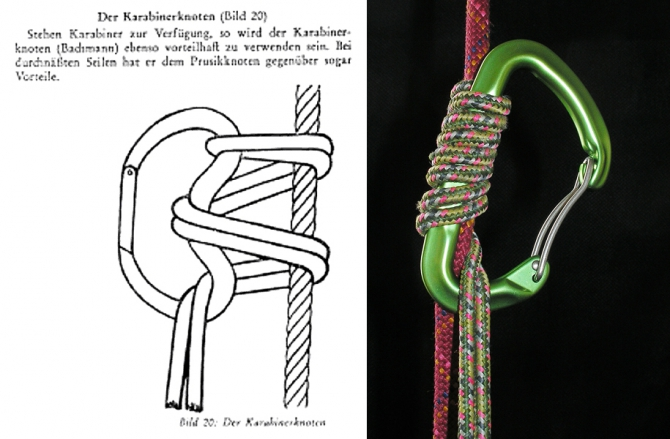 Der Karabinerknoten (Bild 20)
Stehen Karabiner zur Verfügung, so wird der Karabiner-
knoten (Bachmann) ebenso vorteilhaft zu verwenden sein. Bei
durchnäßten Seilen hat er dem Prusikknoten gegenüber sogar
Vorteile.
Bild 20: Der Karabinerknoten